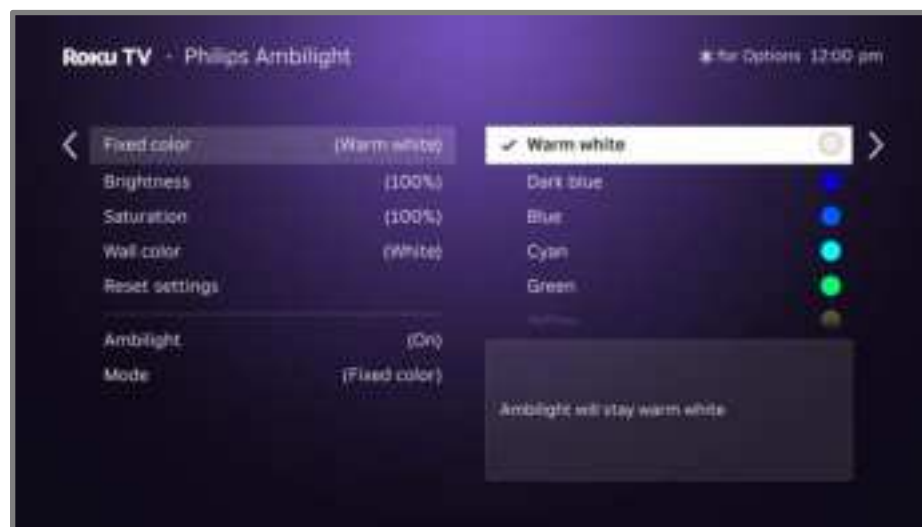 Roku TV · Philips Ambilight
* for Options 12:00 pm
Fixed color (Warm white)
Brightness (100%)
Saturation (100%)
Wall color (White)
Reset settings
Ambilight (On)
Mode (Fixed color)
Warm white
Dark blue
Blue
Cyan
Green
Ambilight will stay warm white